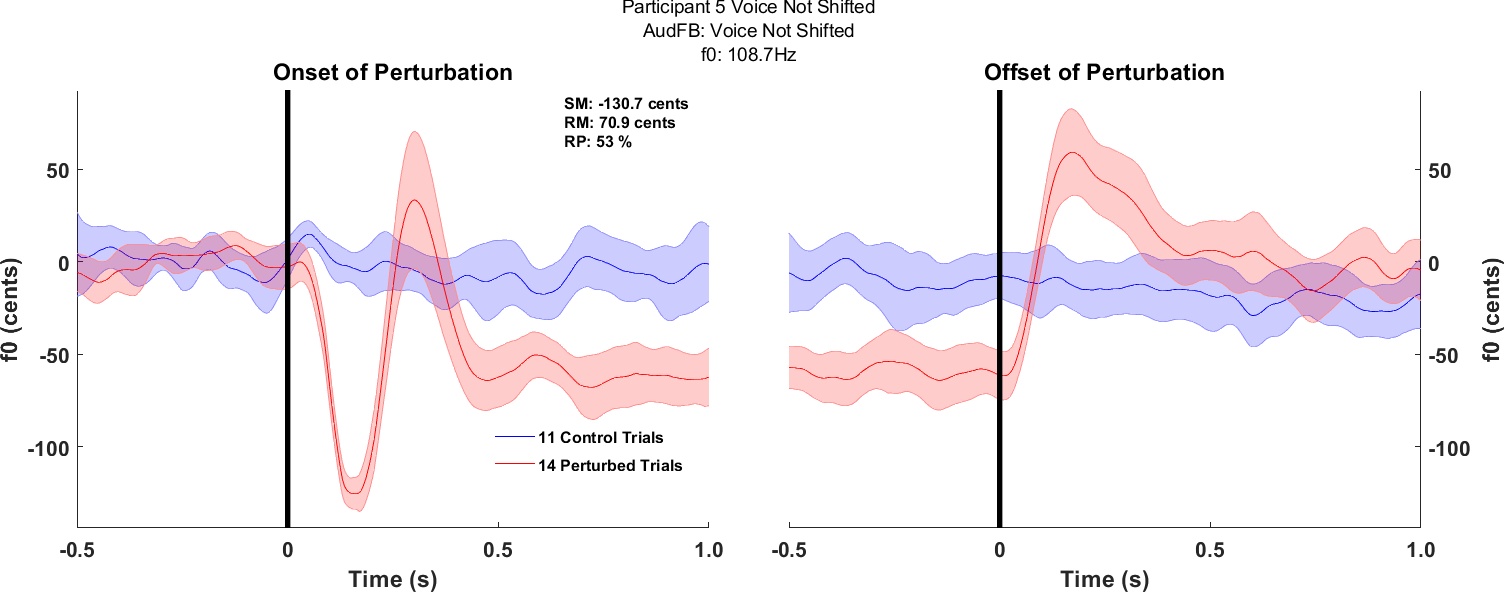 Participant 5 Voice Not Shifted
AudFB: Voice Not Shifted
f0: 108.7Hz
Onset of Perturbation
SM: -130.7 cents
RM: 70.9 cents
RP: 53 %
f0 (cents)
50
0
-50
-100
11 Control Trials
14 Perturbed Trials
-0.5
0
0.5
1.0
Time (s)
Offset of Perturbation
50
0
-50
-100
f0 (cents)
-0.5
0
0.5
1.0
Time (s)